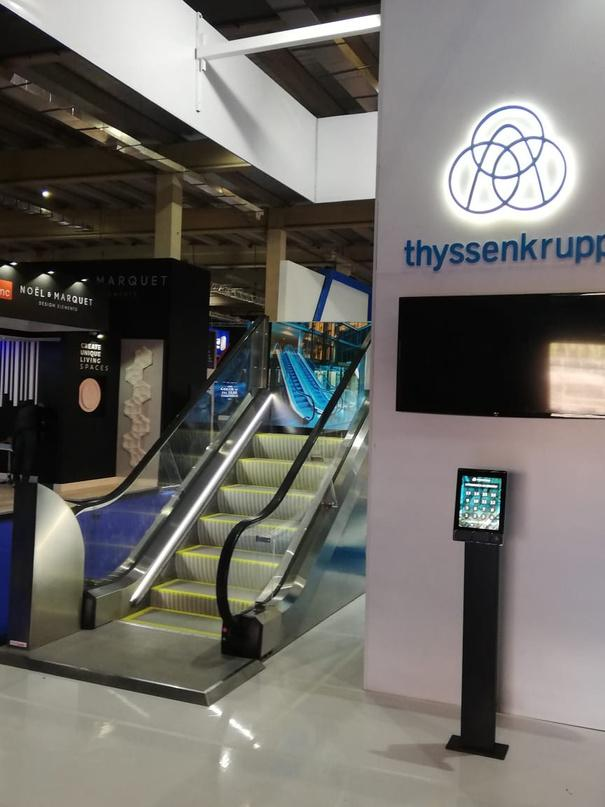 thyssenkrupp
MARQUET
NOËL & MARQUET
DESIGN ELEMENTS
CREATE
UNIQUE
LIVING
SPACES